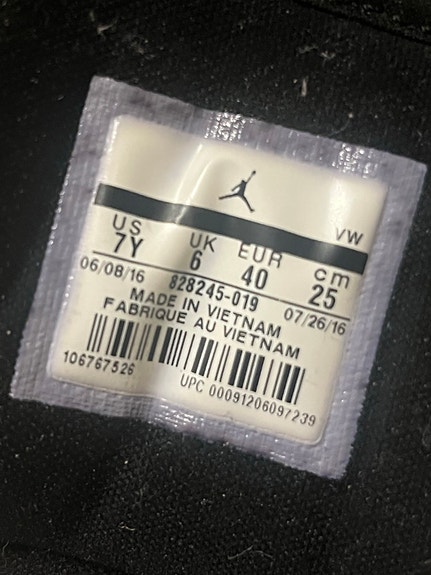 VW
US UK EUR cm
7Y 6 40 25
06/08/16 828245-019 07/26/16
MADE IN VIETNAM
FABRIQUE AU VIETNAM
106767526
UPC 00091206097239